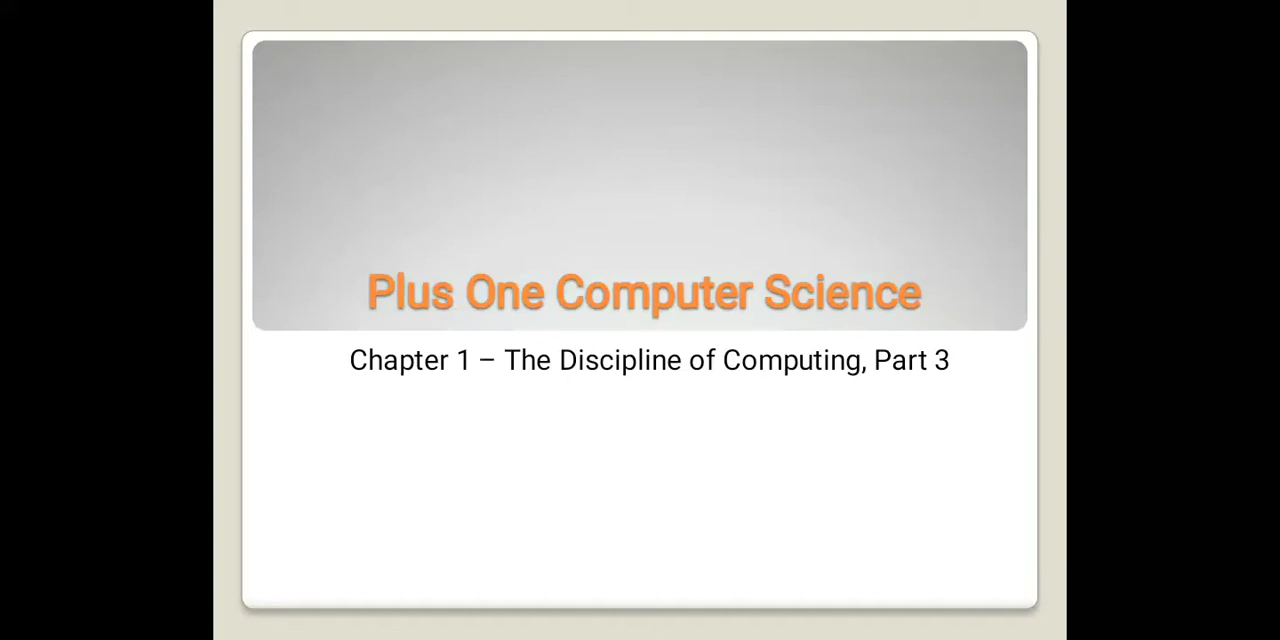 Plus One Computer Science
Chapter 1 – The Discipline of Computing, Part 3